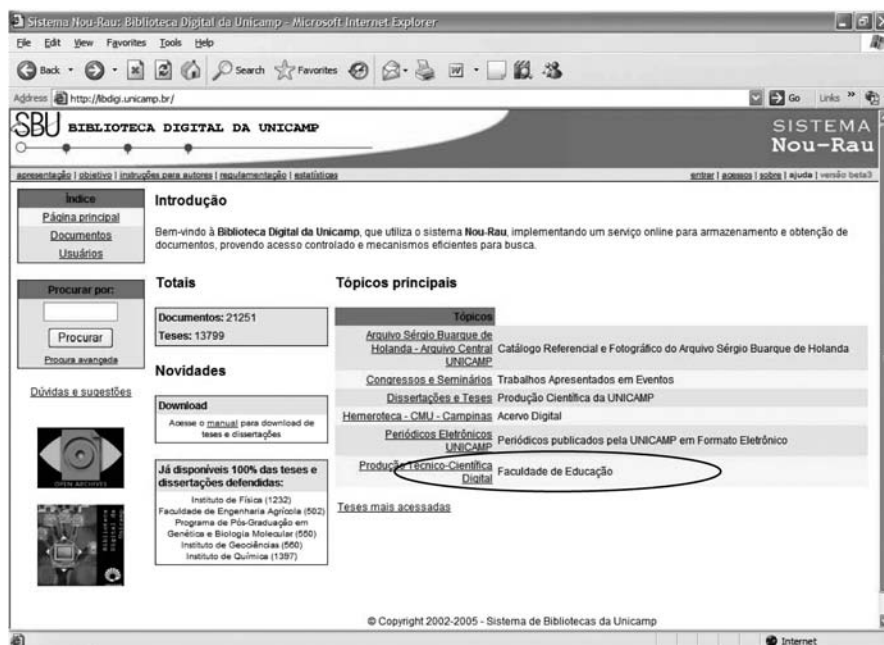 Sistema Nou-Rau: Biblioteca Digital da Unicamp - Microsoft Internet Explorer
File Edit View Favorites Tools Help
Back Search Favorites
Address http://libdigi.unicamp.br/ Go Links »
SBU BIBLIOTECA DIGITAL DA UNICAMP
SISTEMA
Nou-Rau
apresentação | objetivo | instruções para autores | regulamentação | estatísticas
entrar | acessos | sobre | ajuda | versão beta3
Índice
Página principal
Documentos
Usuários
Procurar por:
Procurar
Procura avançada
Dúvidas e sugestões
OPEN ARCHIVES
Biblioteca
Digital da
Unicamp
Introdução
Bem-vindo à Biblioteca Digital da Unicamp, que utiliza o sistema Nou-Rau, implementando um serviço online para armazenamento e obtenção de
documentos, provendo acesso controlado e mecanismos eficientes para busca.
Totais
Documentos: 21251
Teses: 13799
Novidades
Download
Acesse o manual para download de
teses e dissertações
Já disponíveis 100% das teses e
dissertações defendidas:
Instituto de Física (1232)
Faculdade de Engenharia Agrícola (502)
Programa de Pós-Graduação em
Genética e Biologia Molecular (550)
Instituto de Geociências (560)
Instituto de Química (1397)
Tópicos principais
Tópicos
Arquivo Sérgio Buarque de
Holanda - Arquivo Central
UNICAMP
Catálogo Referencial e Fotográfico do Arquivo Sérgio Buarque de Holanda
Congressos e Seminários Trabalhos Apresentados em Eventos
Dissertações e Teses Produção Científica da UNICAMP
Hemeroteca - CMU - Campinas Acervo Digital
Periódicos Eletrônicos
UNICAMP
Periódicos publicados pela UNICAMP em Formato Eletrônico
Produção Técnico-Científica
Digital
Faculdade de Educação
Teses mais acessadas
© Copyright 2002-2005 - Sistema de Bibliotecas da Unicamp
Internet